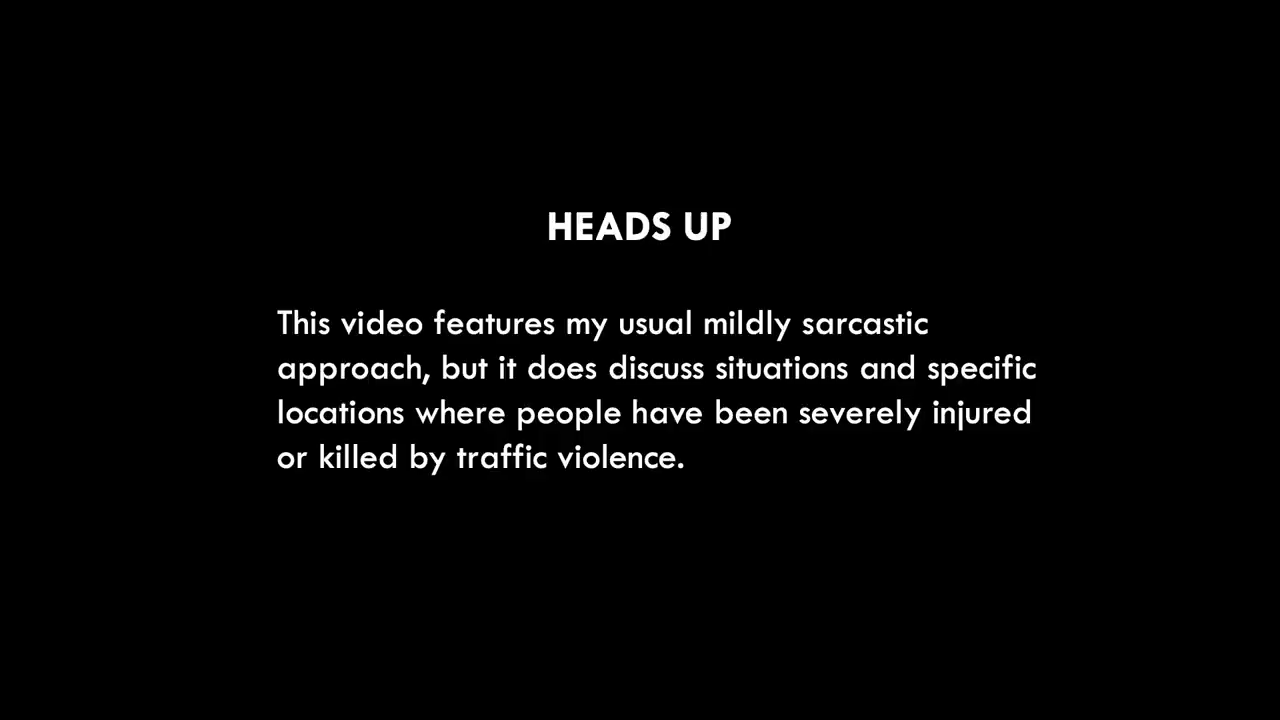 HEADS UP
This video features my usual mildly sarcastic
approach, but it does discuss situations and specific
locations where people have been severely injured
or killed by traffic violence.